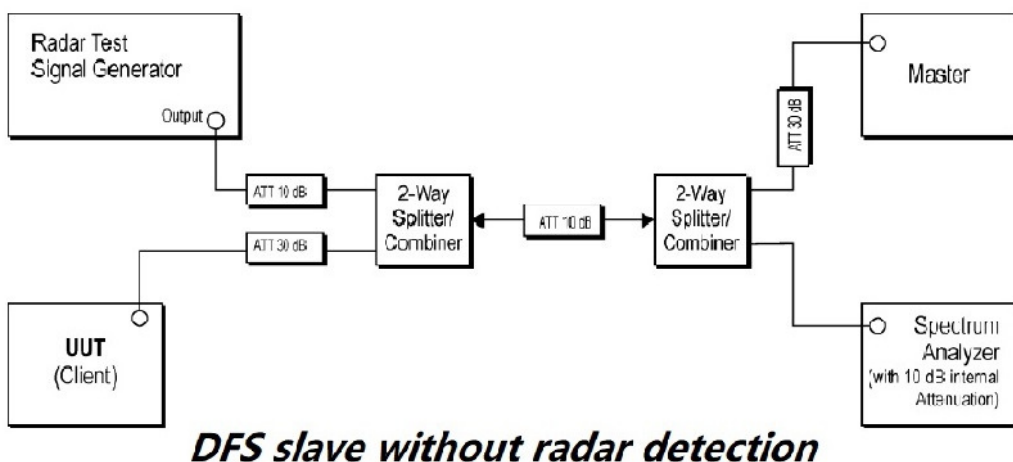 Radar Test
Signal Generator
Output
ATT 10 dB
2-Way
Splitter/
Combiner
ATT 30 dB
UUT
(Client)
ATT 10 dB
2-Way
Splitter/
Combiner
ATT 30 dB
Master
Spectrum
Analyzer
(with 10 dB internal
Attenuation)
DFS slave without radar detection